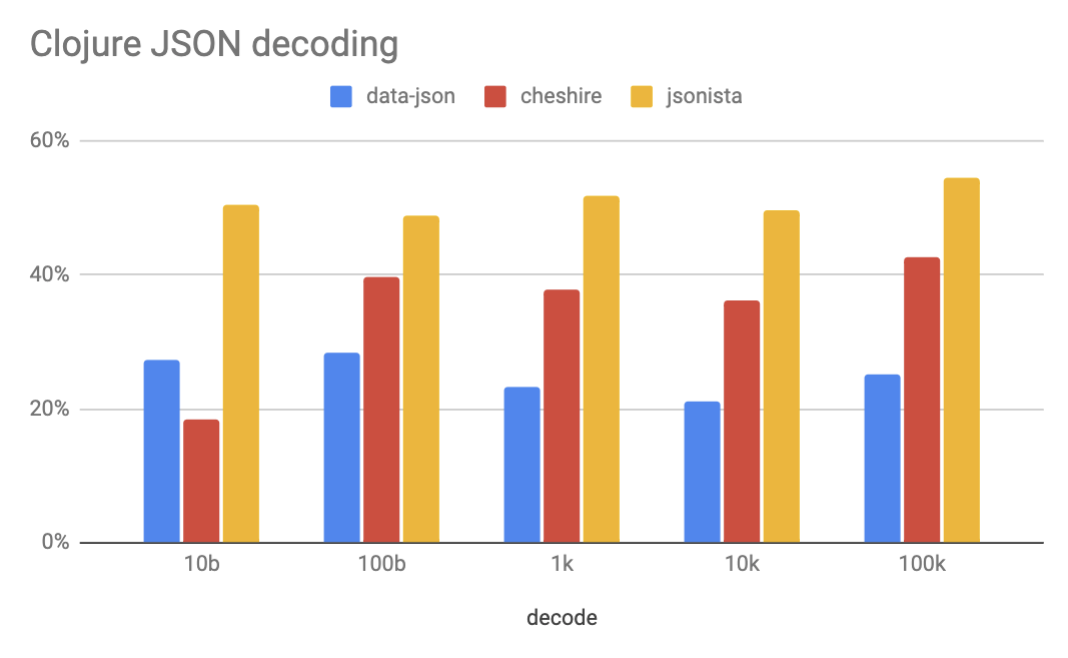 Clojure JSON decoding
data-json cheshire jsonista
60%
40%
20%
0%
10b 100b 1k 10k 100k
decode